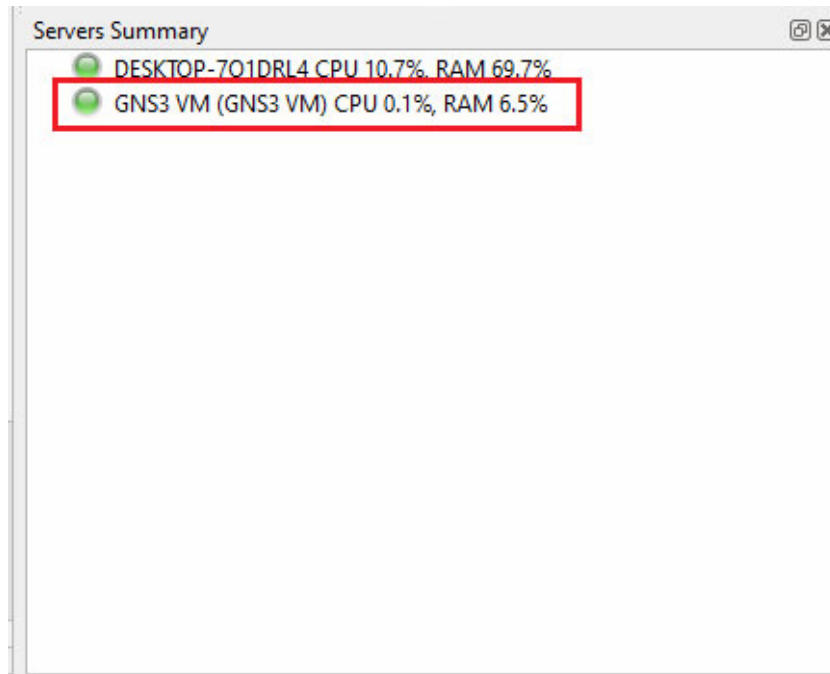 Servers Summary
DESKTOP-7O1DRL4 CPU 10.7%, RAM 69.7%
GNS3 VM (GNS3 VM) CPU 0.1%, RAM 6.5%